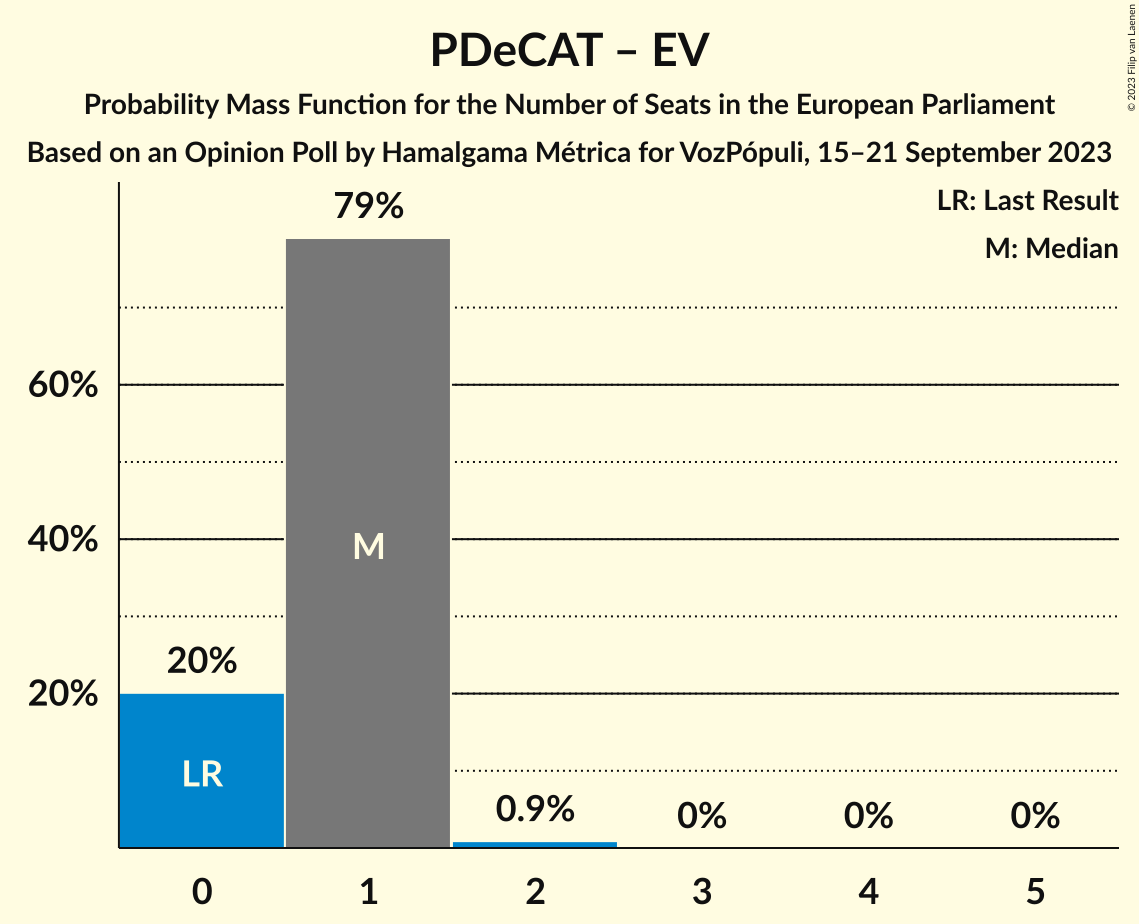 PDeCAT – EV
Probability Mass Function for the Number of Seats in the European Parliament
Based on an Opinion Poll by Hamalgama Métrica for VozPópuli, 15–21 September 2023
© 2023 Filip van Laenen
LR: Last Result
M: Median
79%
60%
40%
M
20%
20%
LR
0.9%
0%
0%
0%
0
1
2
3
4
5